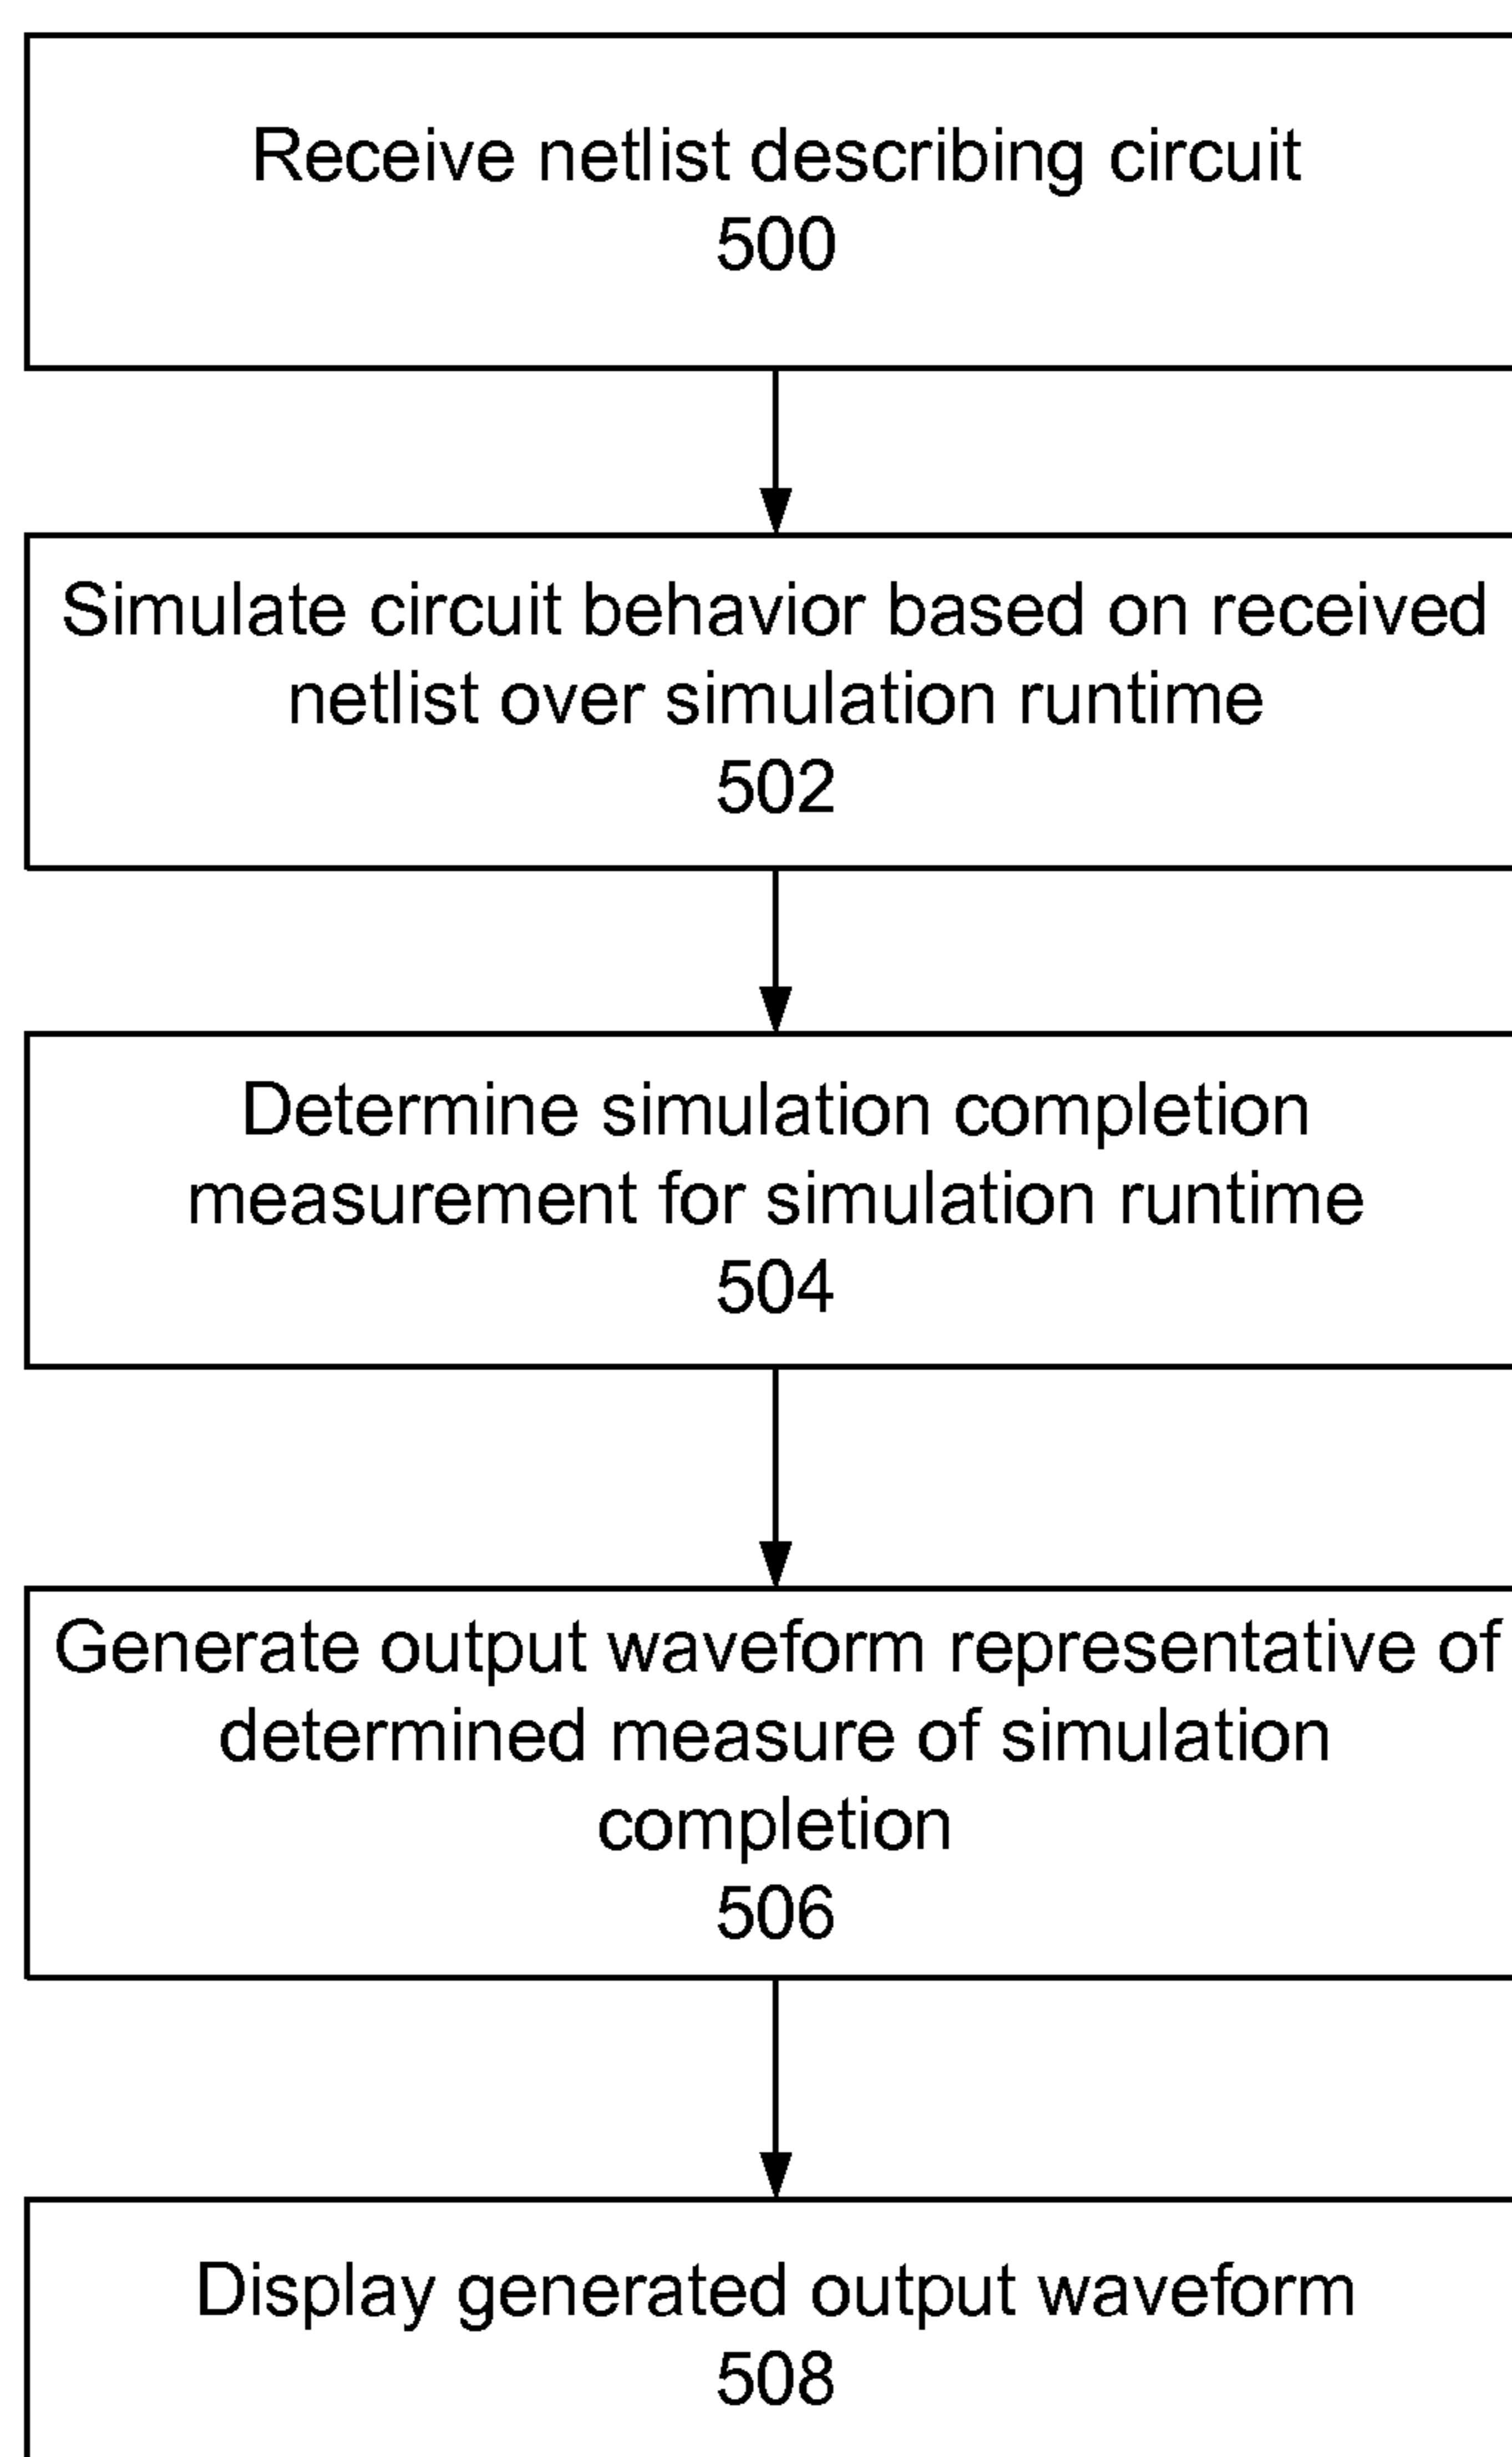 Receive netlist describing circuit
500
Simulate circuit behavior based on received
netlist over simulation runtime
502
Determine simulation completion
measurement for simulation runtime
504
Generate output waveform representative of
determined measure of simulation
completion
506
Display generated output waveform
508